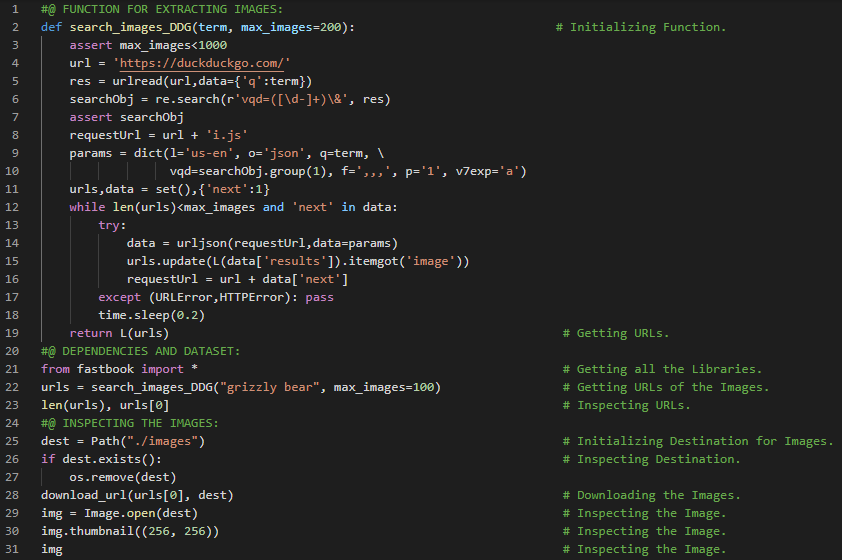 1 #@ FUNCTION FOR EXTRACTING IMAGES:
2 def search_images_DDG(term, max_images=200): # Initializing Function.
3     assert max_images<1000
4     url = 'https://duckduckgo.com/'
5     res = urlread(url,data={'q':term})
6     searchObj = re.search(r'vqd=([\d-]+)\&', res)
7     assert searchObj
8     requestUrl = url + 'i.js'
9     params = dict(l='us-en', o='json', q=term, \
10                   vqd=searchObj.group(1), f=',,,', p='1', v7exp='a')
11     urls,data = set(),{'next':1}
12     while len(urls)<max_images and 'next' in data:
13         try:
14             data = urljson(requestUrl,data=params)
15             urls.update(L(data['results']).itemgot('image'))
16             requestUrl = url + data['next']
17         except (URLError,HTTPError): pass
18         time.sleep(0.2)
19     return L(urls) # Getting URLs.
20 #@ DEPENDENCIES AND DATASET:
21 from fastbook import * # Getting all the Libraries.
22 urls = search_images_DDG("grizzly bear", max_images=100) # Getting URLs of the Images.
23 len(urls), urls[0] # Inspecting URLs.
24 #@ INSPECTING THE IMAGES:
25 dest = Path("./images") # Initializing Destination for Images.
26 if dest.exists(): # Inspecting Destination.
27     os.remove(dest)
28 download_url(urls[0], dest) # Downloading the Images.
29 img = Image.open(dest) # Inspecting the Image.
30 img.thumbnail((256, 256)) # Inspecting the Image.
31 img # Inspecting the Image.